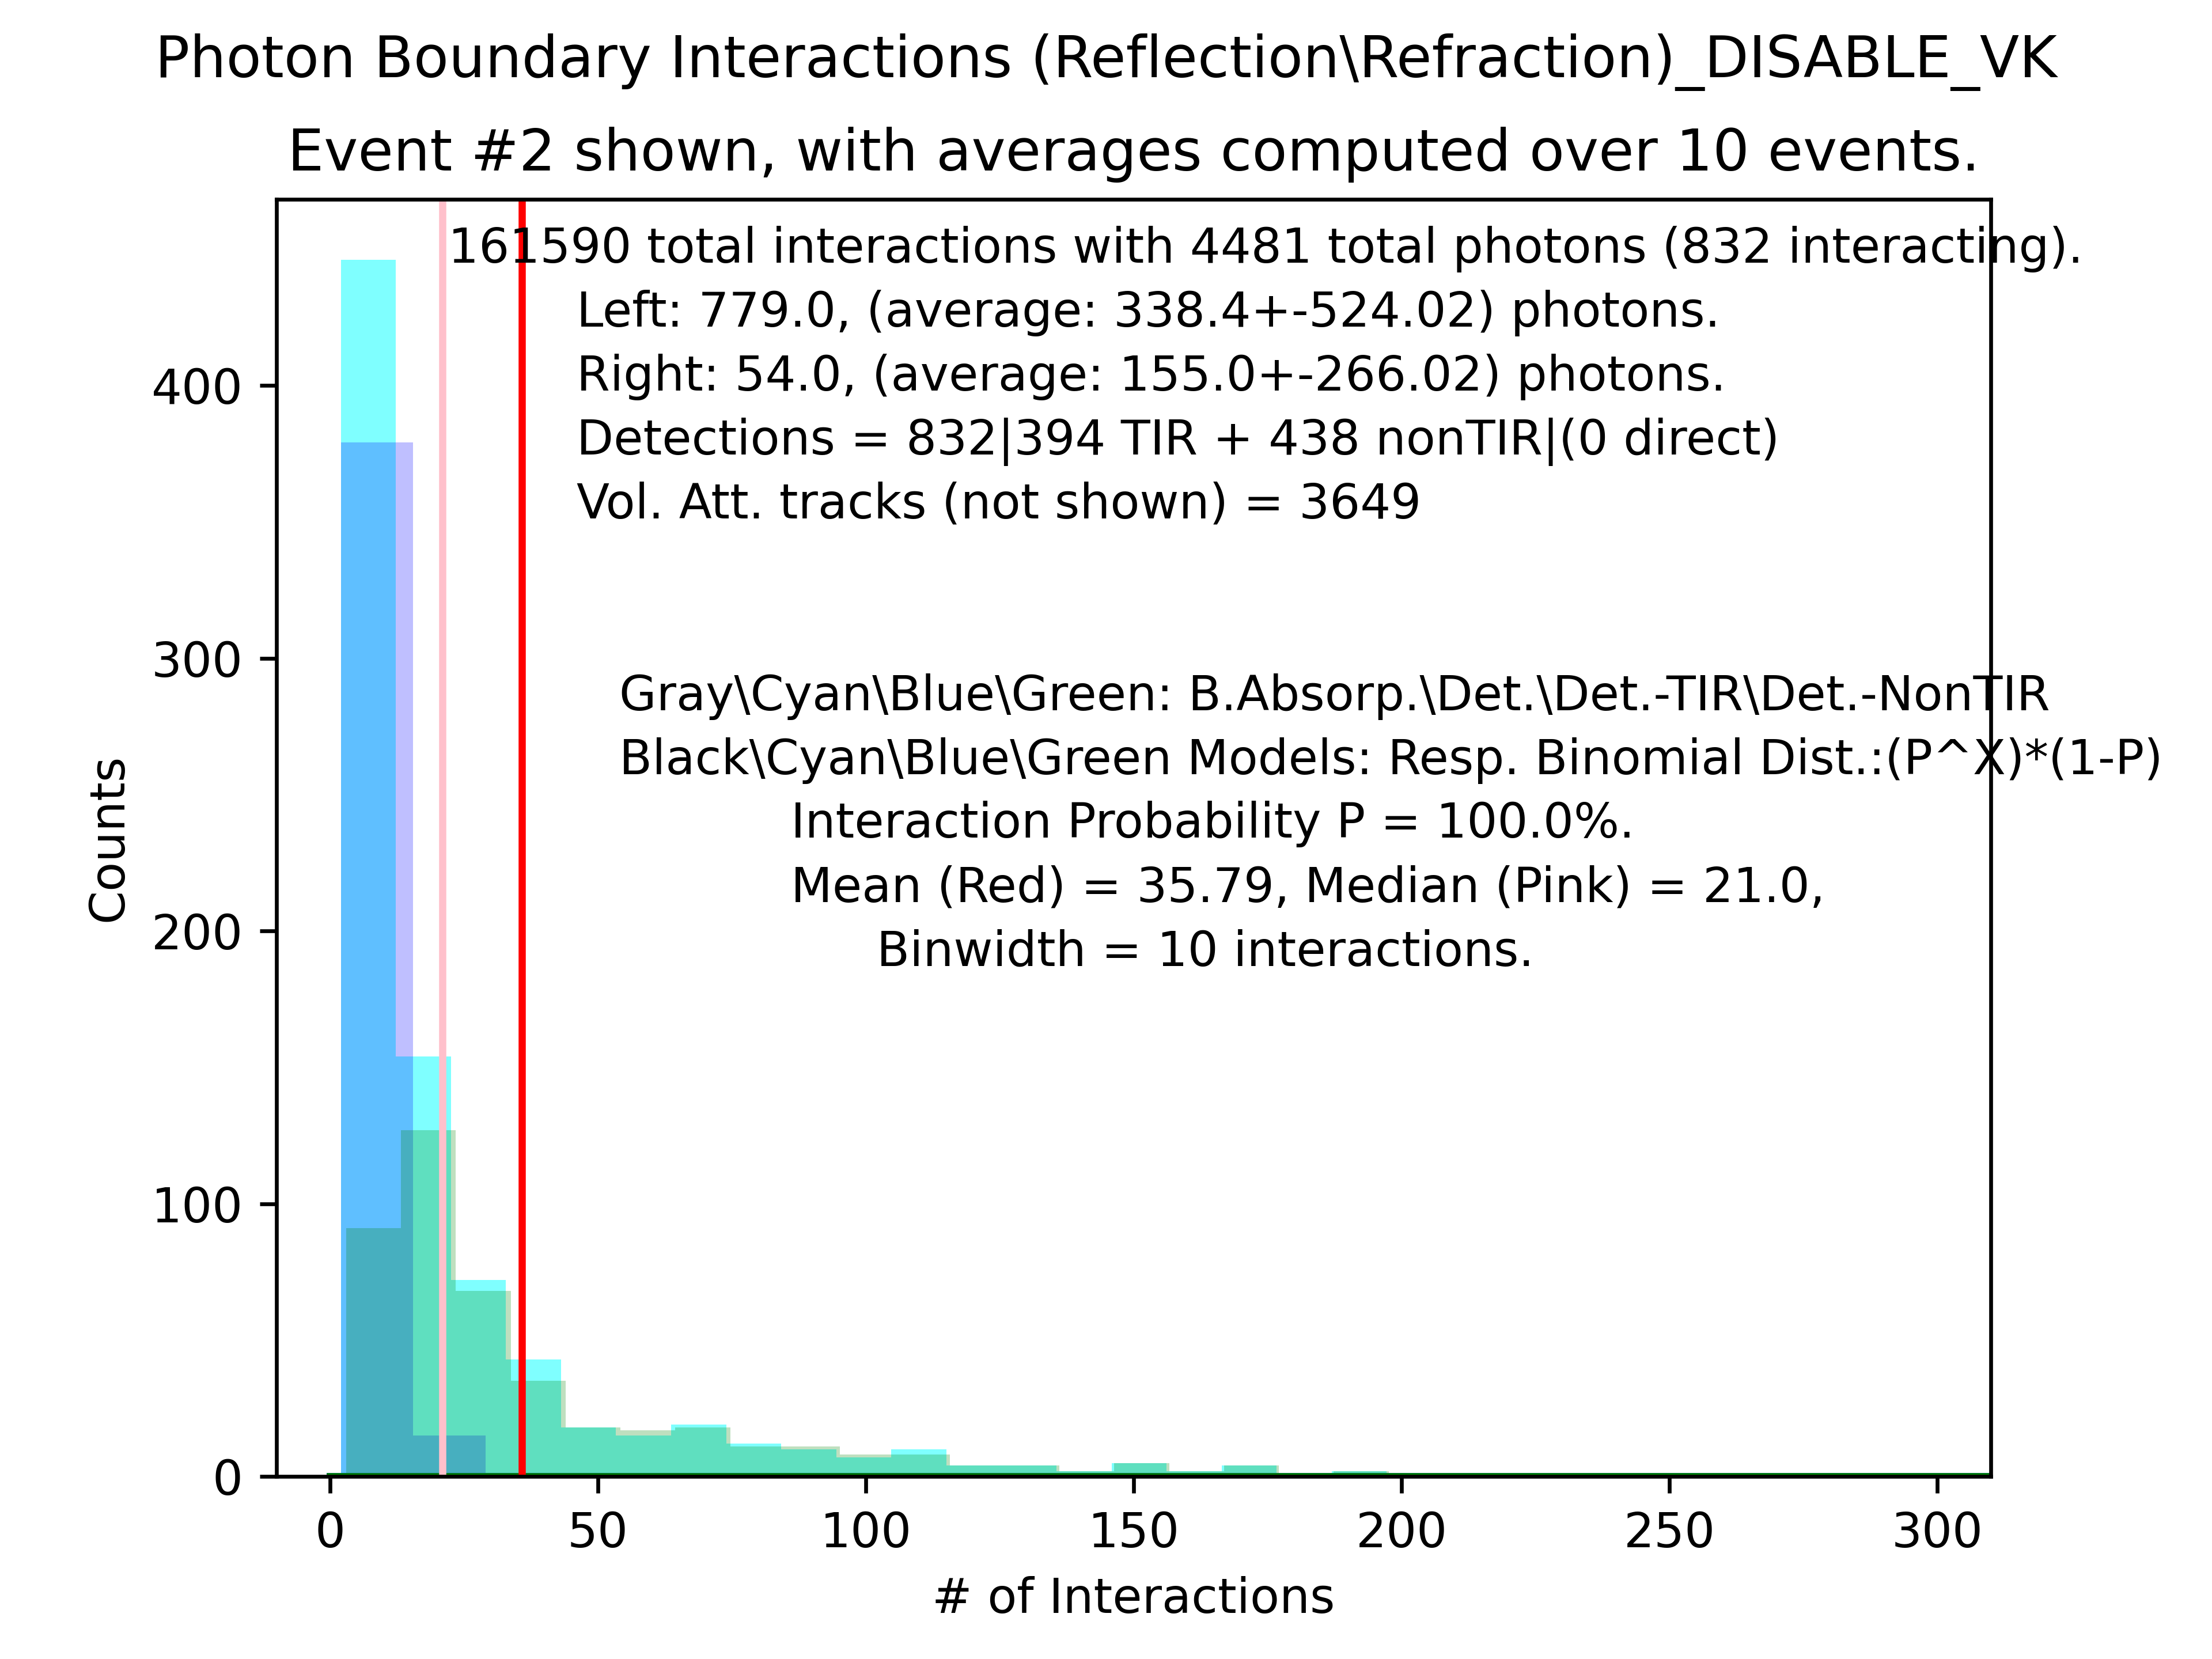 Photon Boundary Interactions (Reflection\Refraction)_DISABLE_VK
Event #2 shown, with averages computed over 10 events.
161590 total interactions with 4481 total photons (832 interacting).
Left: 779.0, (average: 338.4+-524.02) photons.
Right: 54.0, (average: 155.0+-266.02) photons.
Detections = 832|394 TIR + 438 nonTIR|(0 direct)
Vol. Att. tracks (not shown) = 3649
Gray\Cyan\Blue\Green: B.Absorp.\Det.\Det.-TIR\Det.-NonTIR
Black\Cyan\Blue\Green Models: Resp. Binomial Dist.:(P^X)*(1-P)
Interaction Probability P = 100.0%.
Mean (Red) = 35.79, Median (Pink) = 21.0,
Binwidth = 10 interactions.
Counts
400
300
200
100
0
0 50 100 150 200 250 300
# of Interactions